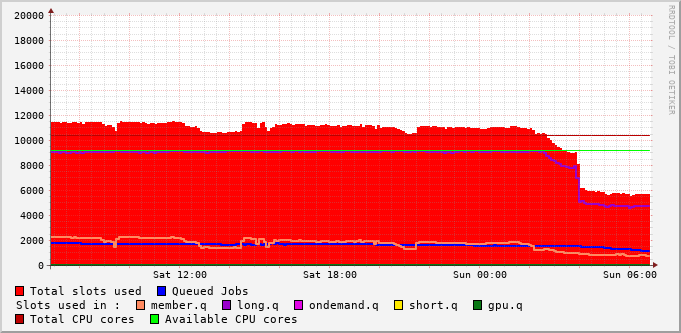 20000
18000
16000
14000
12000
10000
8000
6000
4000
2000
0
Sat 12:00 Sat 18:00 Sun 00:00 Sun 06:00
Total slots used Queued Jobs
Slots used in : member.q long.q ondemand.q short.q gpu.q
Total CPU cores Available CPU cores
RRDTOOL / TOBI OETIKER